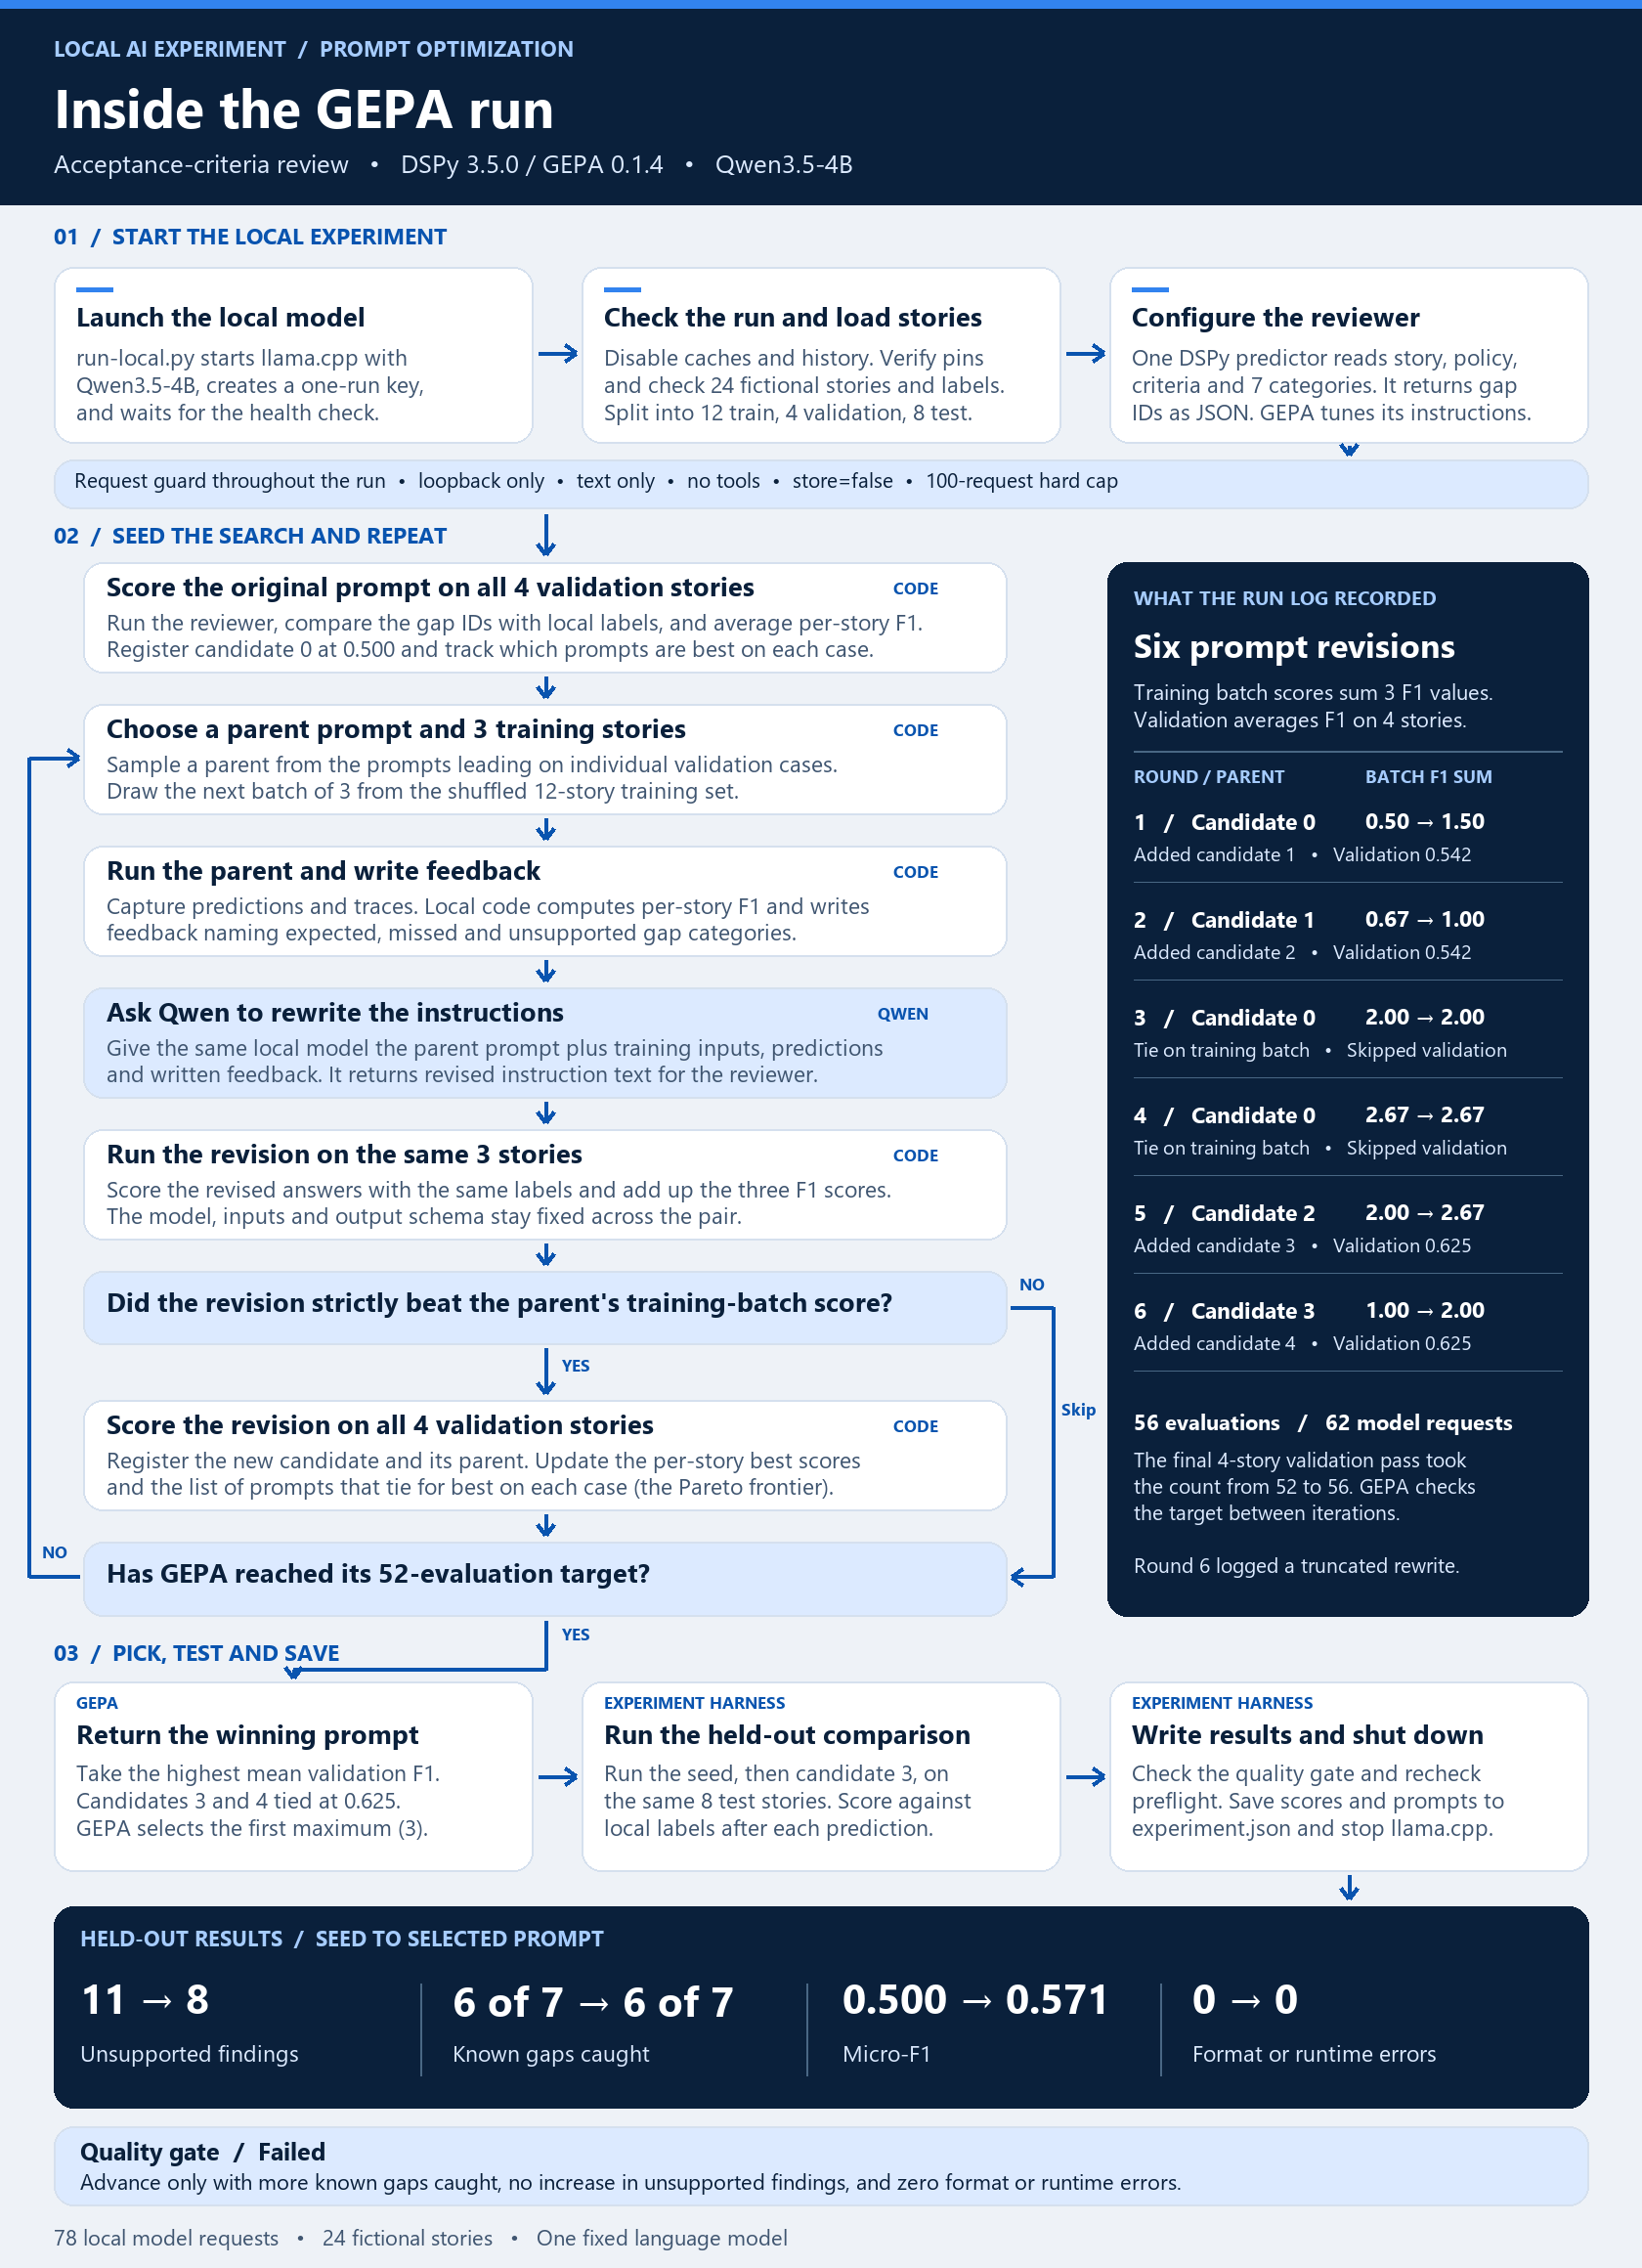 LOCAL AI EXPERIMENT / PROMPT OPTIMIZATION
Inside the GEPA run
Acceptance-criteria review • DSPy 3.5.0 / GEPA 0.1.4 • Qwen3.5-4B
01 / START THE LOCAL EXPERIMENT
Launch the local model
run-local.py starts llama.cpp with
Qwen3.5-4B, creates a one-run key,
and waits for the health check.
Check the run and load stories
Disable caches and history. Verify pins
and check 24 fictional stories and labels.
Split into 12 train, 4 validation, 8 test.
Configure the reviewer
One DSPy predictor reads story, policy,
criteria and 7 categories. It returns gap
IDs as JSON. GEPA tunes its instructions.
Request guard throughout the run • loopback only • text only • no tools • store=false • 100-request hard cap
02 / SEED THE SEARCH AND REPEAT
Score the original prompt on all 4 validation stories
CODE
Run the reviewer, compare the gap IDs with local labels, and average per-story F1.
Register candidate 0 at 0.500 and track which prompts are best on each case.
Choose a parent prompt and 3 training stories
CODE
Sample a parent from the prompts leading on individual validation cases.
Draw the next batch of 3 from the shuffled 12-story training set.
Run the parent and write feedback
CODE
Capture predictions and traces. Local code computes per-story F1 and writes
feedback naming expected, missed and unsupported gap categories.
Ask Qwen to rewrite the instructions
QWEN
Give the same local model the parent prompt plus training inputs, predictions
and written feedback. It returns revised instruction text for the reviewer.
Run the revision on the same 3 stories
CODE
Score the revised answers with the same labels and add up the three F1 scores.
The model, inputs and output schema stay fixed across the pair.
Did the revision strictly beat the parent's training-batch score?
NO
YES
Skip
Score the revision on all 4 validation stories
CODE
Register the new candidate and its parent. Update the per-story best scores
and the list of prompts that tie for best on each case (the Pareto frontier).
NO
Has GEPA reached its 52-evaluation target?
YES
WHAT THE RUN LOG RECORDED
Six prompt revisions
Training batch scores sum 3 F1 values.
Validation averages F1 on 4 stories.
ROUND / PARENT BATCH F1 SUM
1 / Candidate 0 0.50 → 1.50
Added candidate 1 • Validation 0.542
2 / Candidate 1 0.67 → 1.00
Added candidate 2 • Validation 0.542
3 / Candidate 0 2.00 → 2.00
Tie on training batch • Skipped validation
4 / Candidate 0 2.67 → 2.67
Tie on training batch • Skipped validation
5 / Candidate 2 2.00 → 2.67
Added candidate 3 • Validation 0.625
6 / Candidate 3 1.00 → 2.00
Added candidate 4 • Validation 0.625
56 evaluations / 62 model requests
The final 4-story validation pass took
the count from 52 to 56. GEPA checks
the target between iterations.
Round 6 logged a truncated rewrite.
03 / PICK, TEST AND SAVE
GEPA
Return the winning prompt
Take the highest mean validation F1.
Candidates 3 and 4 tied at 0.625.
GEPA selects the first maximum (3).
EXPERIMENT HARNESS
Run the held-out comparison
Run the seed, then candidate 3, on
the same 8 test stories. Score against
local labels after each prediction.
EXPERIMENT HARNESS
Write results and shut down
Check the quality gate and recheck
preflight. Save scores and prompts to
experiment.json and stop llama.cpp.
HELD-OUT RESULTS / SEED TO SELECTED PROMPT
11 → 8
Unsupported findings
6 of 7 → 6 of 7
Known gaps caught
0.500 → 0.571
Micro-F1
0 → 0
Format or runtime errors
Quality gate / Failed
Advance only with more known gaps caught, no increase in unsupported findings, and zero format or runtime errors.
78 local model requests • 24 fictional stories • One fixed language model